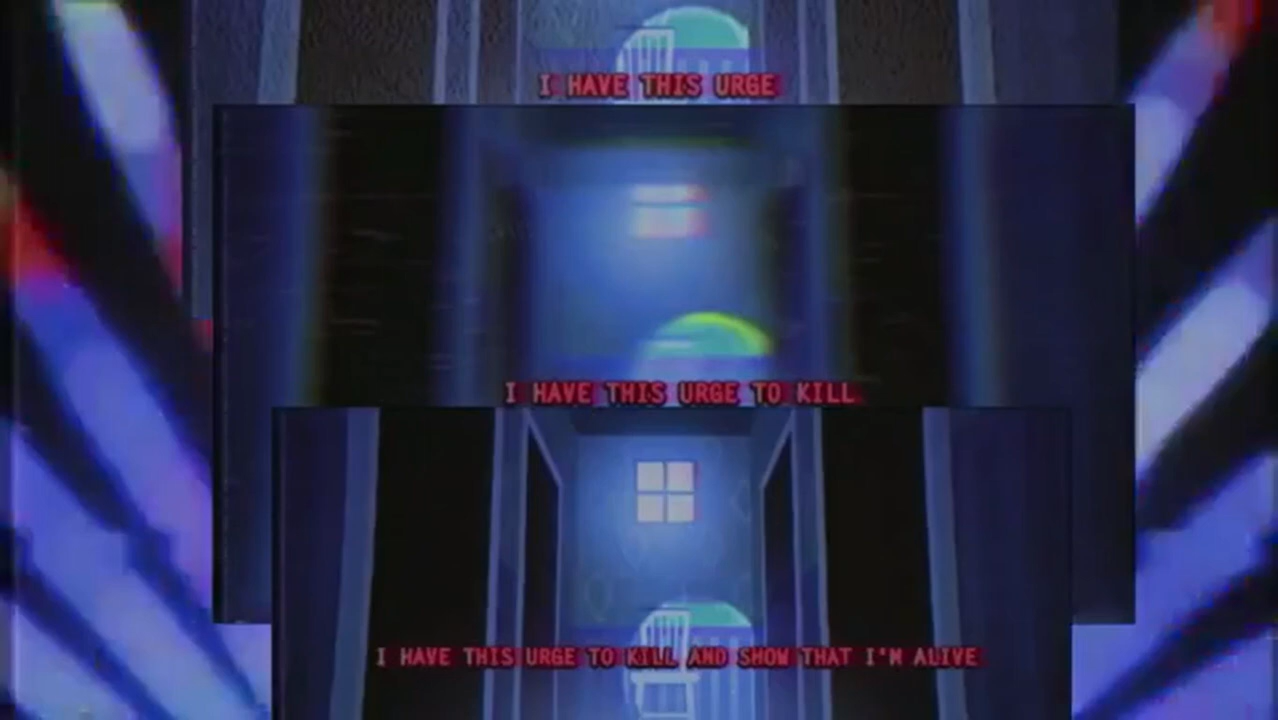 I HAVE THIS URGE
I HAVE THIS URGE TO KILL
I HAVE THIS URGE TO KILL AND SHOW THAT I'M ALIVE